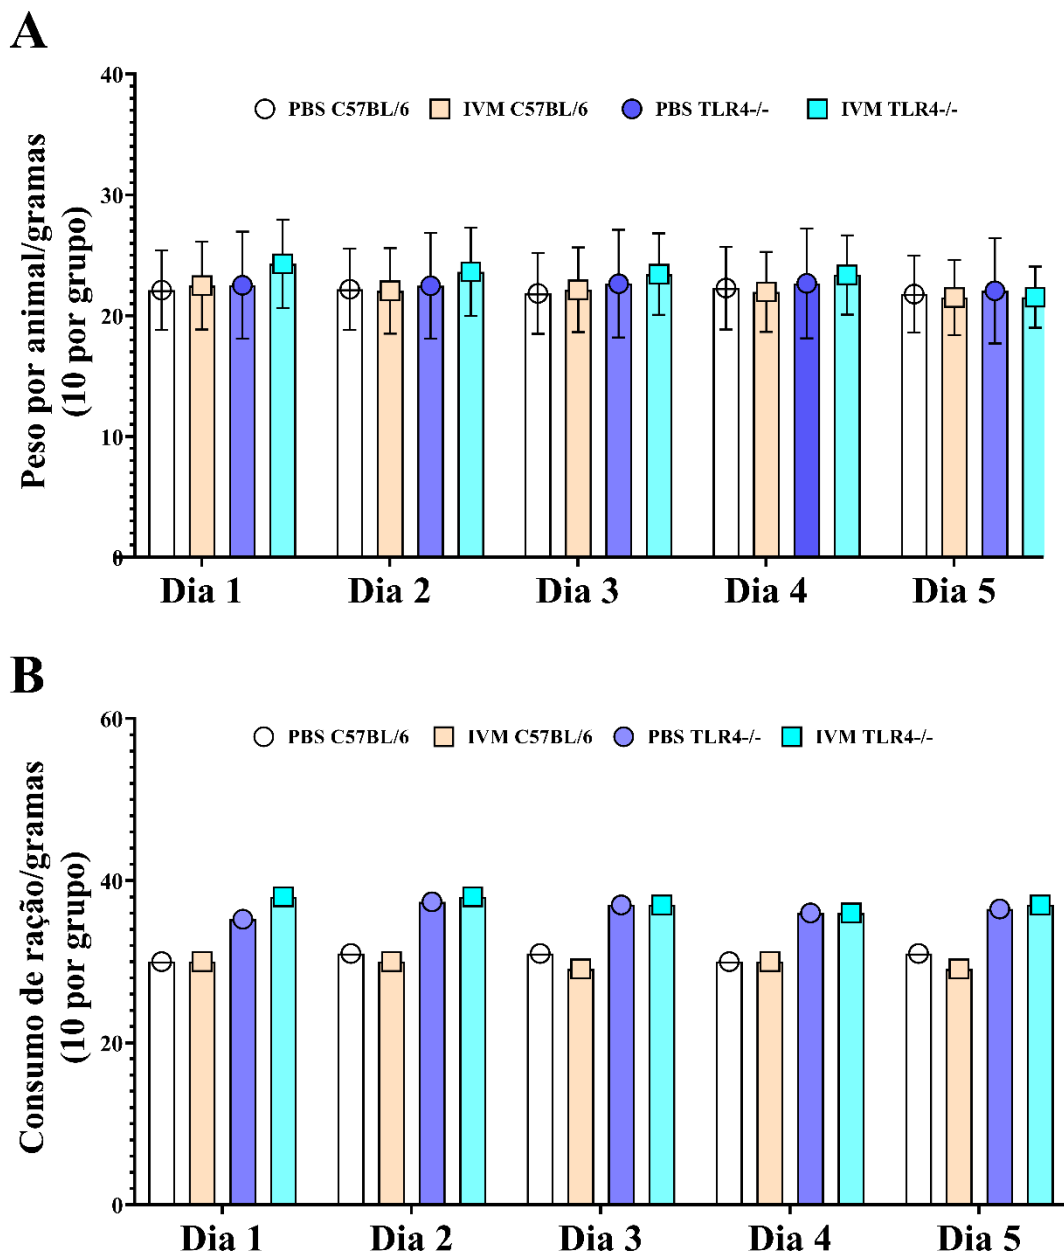 A
40
30
20
10
0
Peso por animal/gramas
(10 por grupo)
PBS C57BL/6 IVM C57BL/6 PBS TLR4-/- IVM TLR4-/-
Dia 1 Dia 2 Dia 3 Dia 4 Dia 5
B
60
40
20
0
Consumo de ração/gramas
(10 por grupo)
PBS C57BL/6 IVM C57BL/6 PBS TLR4-/- IVM TLR4-/-
Dia 1 Dia 2 Dia 3 Dia 4 Dia 5